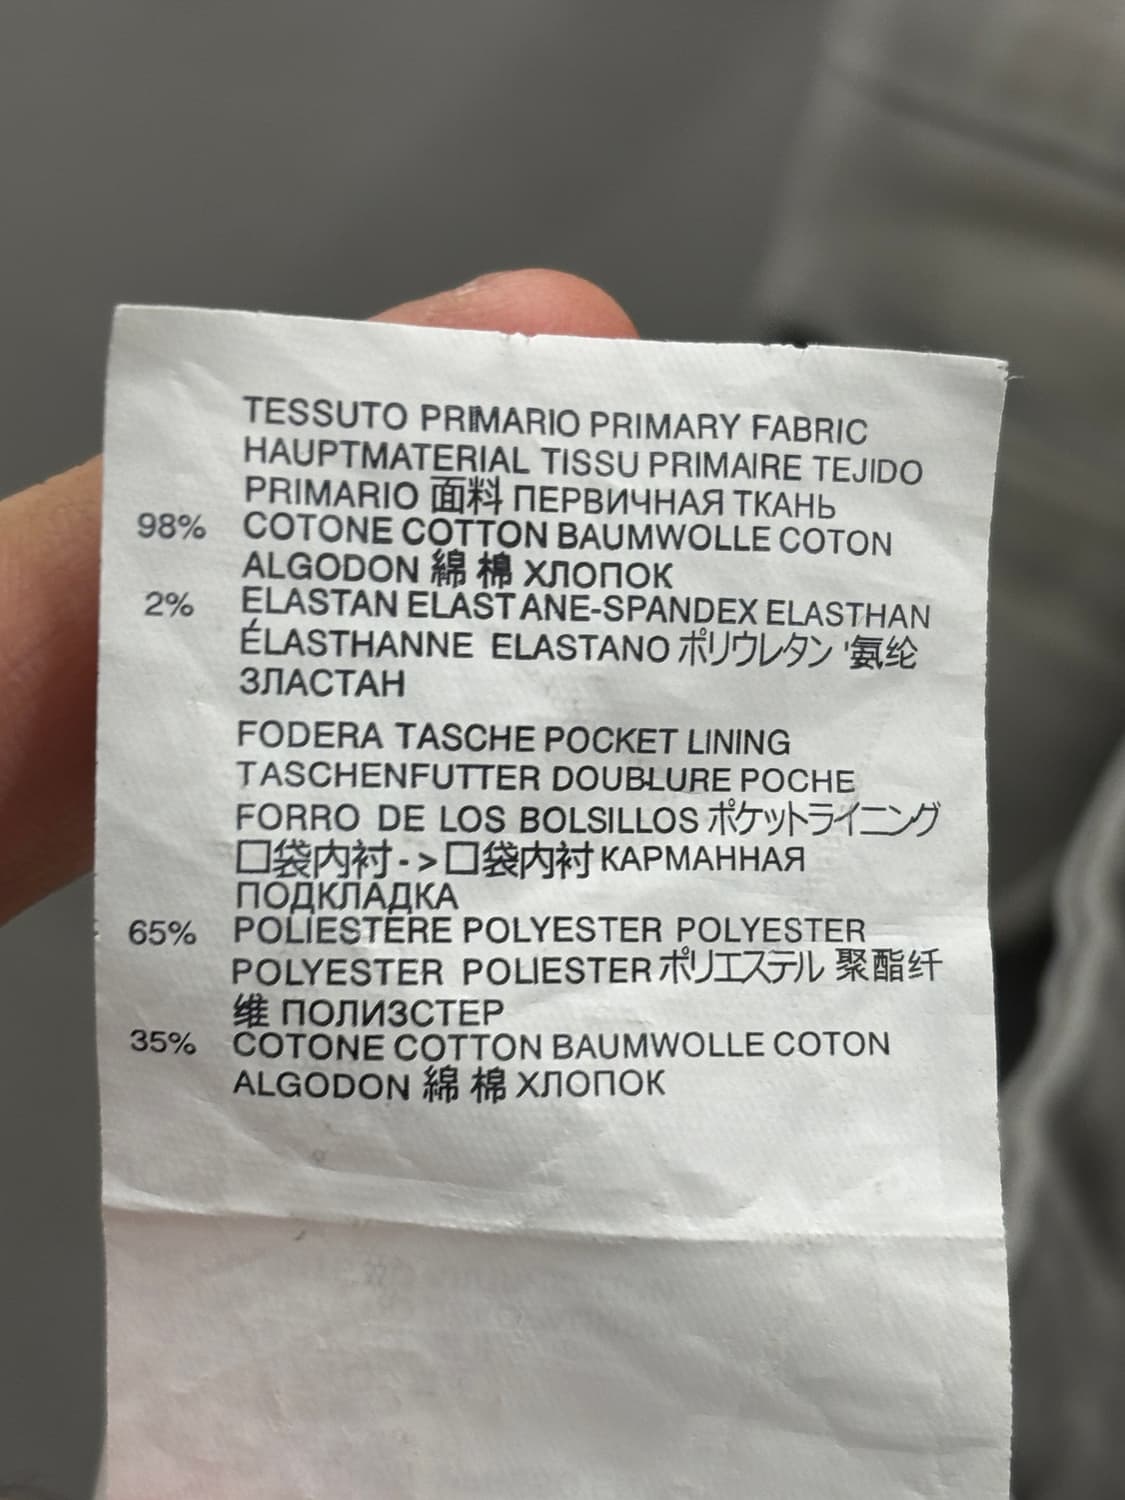 TESSUTO PRIMARIO PRIMARY FABRIC
HAUPTMATERIAL TISSU PRIMAIRE TEJIDO
PRIMARIO 面料 ПЕРВИЧНАЯ ТКАНЬ
98% COTONE COTTON BAUMWOLLE COTON
ALGODON 綿 棉 ХЛОПОК
2% ELASTAN ELASTANE-SPANDEX ELASTHAN
ÉLASTHANNE ELASTANO ポリウレタン '氨纶
ЗЛАСТАН
FODERA TASCHE POCKET LINING
TASCHENFUTTER DOUBLURE POCHE
FORRO DE LOS BOLSILLOS ポケットライニング
口袋内衬 - > 口袋内衬 КАРМАННАЯ
ПОДКЛАДКА
65% POLIESTERE POLYESTER POLYESTER
POLYESTER POLIESTER ポリエステル 聚酯纤
维 ПОЛИЗСТЕР
35% COTONE COTTON BAUMWOLLE COTON
ALGODON 綿 棉 ХЛОПОК